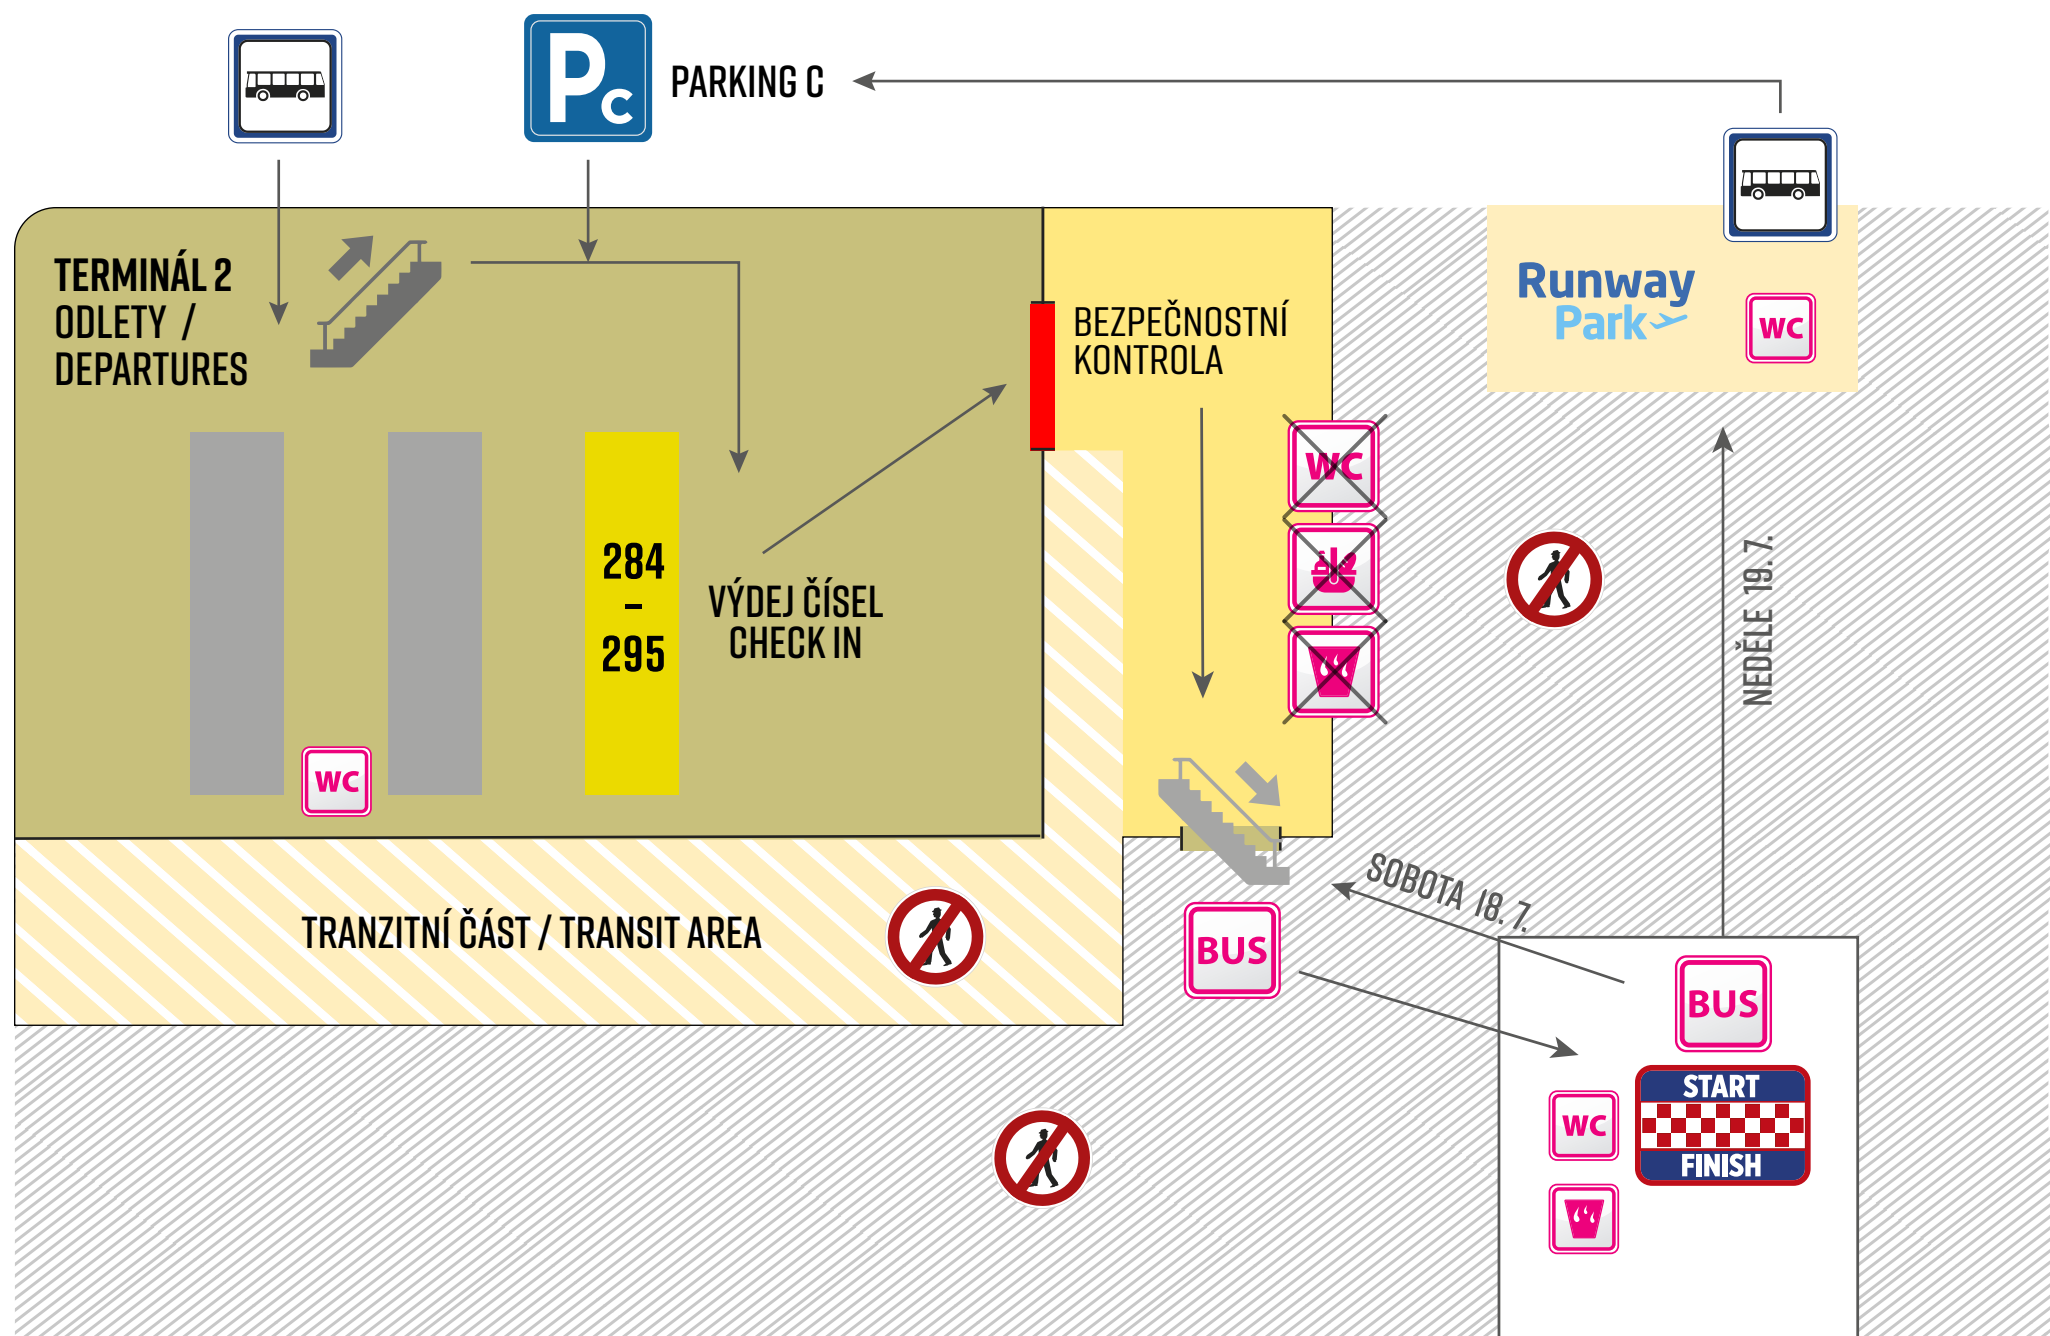 Pc
PARKING C
TERMINÁL 2
ODLETY /
DEPARTURES
BEZPEČNOSTNÍ
KONTROLA
Runway
Park
WC
WC
284
–
295
VÝDEJ ČÍSEL
CHECK IN
NEDĚLE 19. 7.
WC
SOBOTA 18. 7.
TRANZITNÍ ČÁST / TRANSIT AREA
BUS
BUS
START
WC
FINISH